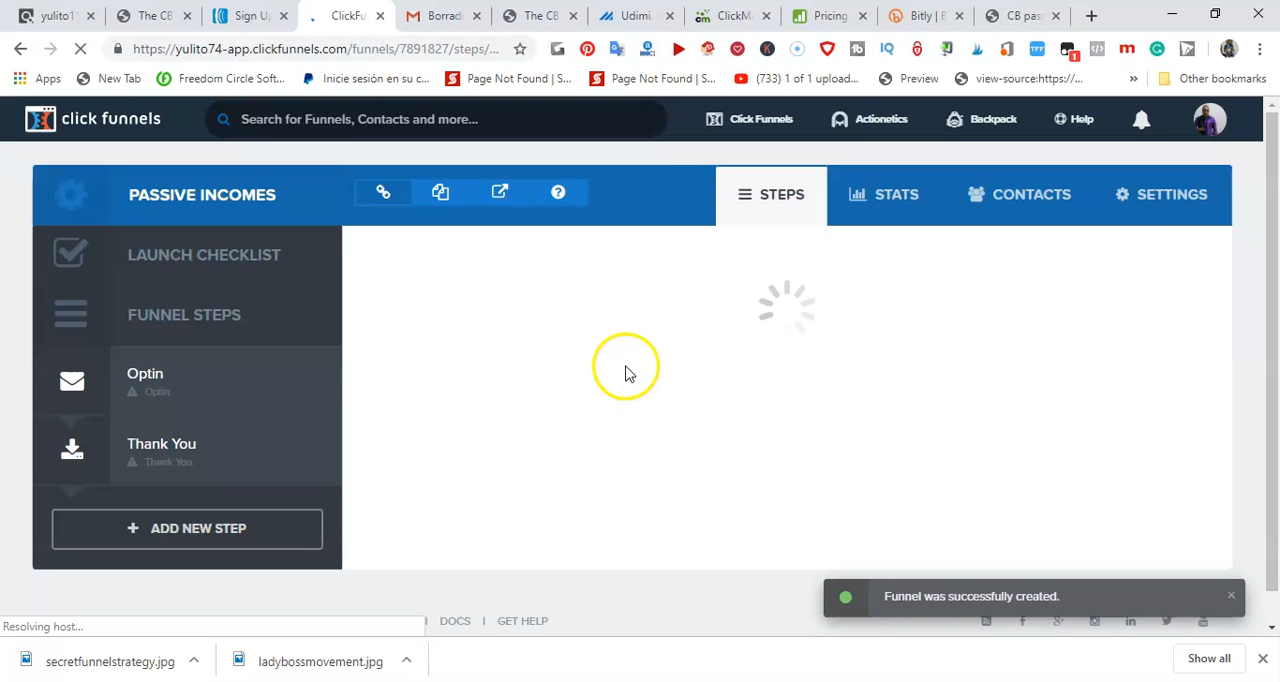 yulito11
The CB
Sign Up
ClickFu
Borrad
The CB
Udimi.
ClickM
Pricing
Bitly | B
CB pas
https://yulito74-app.clickfunnels.com/funnels/7891827/steps/...
Apps
New Tab
Freedom Circle Soft...
Inicie sesión en su c...
Page Not Found | S...
Page Not Found | S...
(733) 1 of 1 upload...
Preview
view-source:https://...
»
Other bookmarks
click funnels
Search for Funnels, Contacts and more...
Click Funnels
Actionetics
Backpack
Help
PASSIVE INCOMES
STEPS
STATS
CONTACTS
SETTINGS
LAUNCH CHECKLIST
FUNNEL STEPS
Optin
Optin
Thank You
Thank You
+ ADD NEW STEP
Funnel was successfully created.
| DOCS | GET HELP
Resolving host...
secretfunnelstrategy.jpg
ladybossmovement.jpg
Show all